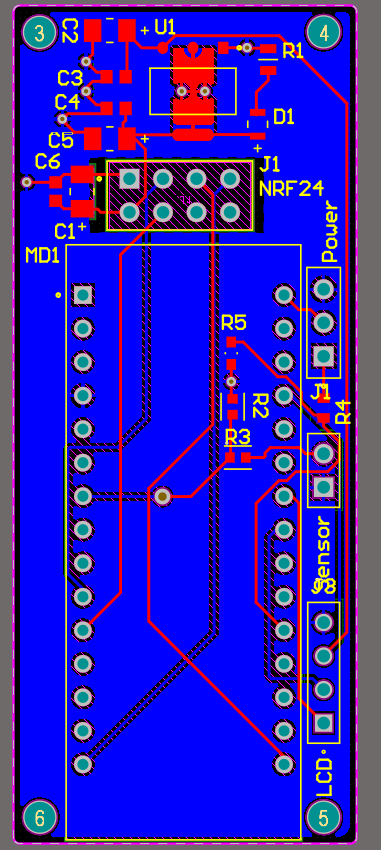 3
4
C2
+
U1
R1
C3
C4
D1
C5
+
+
C6
J1
NRF24
C1+
MD1
Power
R5
J1
R2
R4
R3
Sensor
LCD
6
5